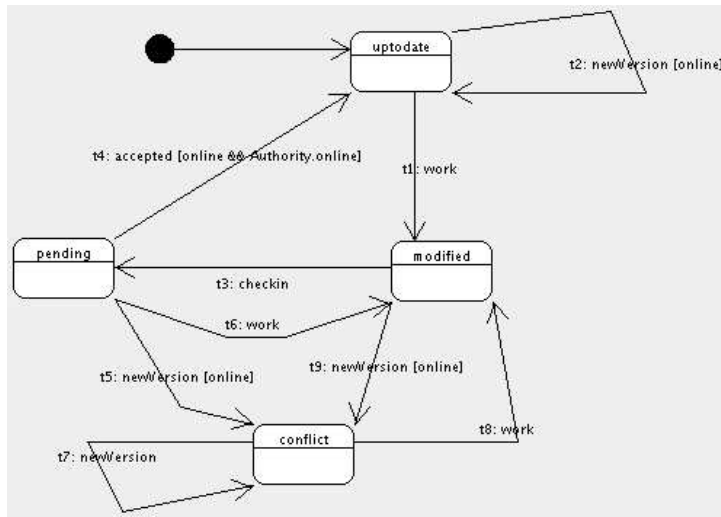 uptodate
t2: newVersion [online]
t4: accepted [online && Authority.online]
t1: work
pending
modified
t3: checkin
t6: work
t5: newVersion [online]
t9: newVersion [online]
conflict
t8: work
t7: newVersion